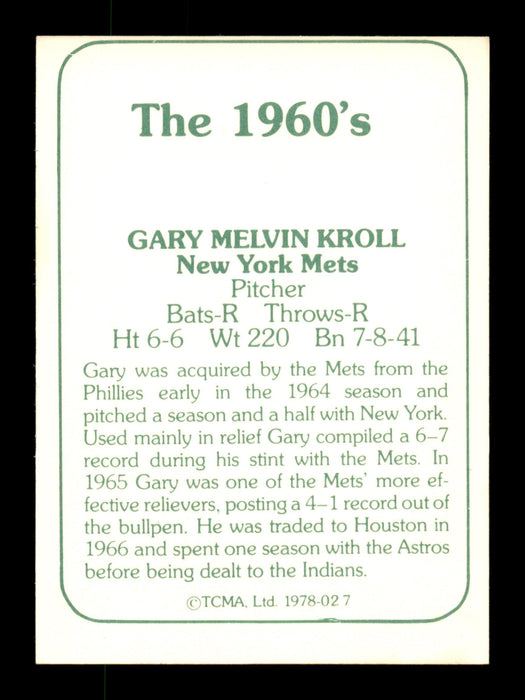 The 1960's
GARY MELVIN KROLL
New York Mets
Pitcher
Bats-R Throws-R
Ht 6-6 Wt 220 Bn 7-8-41
Gary was acquired by the Mets from the
Phillies early in the 1964 season and
pitched a season and a half with New York.
Used mainly in relief Gary compiled a 6–7
record during his stint with the Mets. In
1965 Gary was one of the Mets' more ef-
fective relievers, posting a 4–1 record out of
the bullpen. He was traded to Houston in
1966 and spent one season with the Astros
before being dealt to the Indians.
©TCMA, Ltd. 1978-02 7